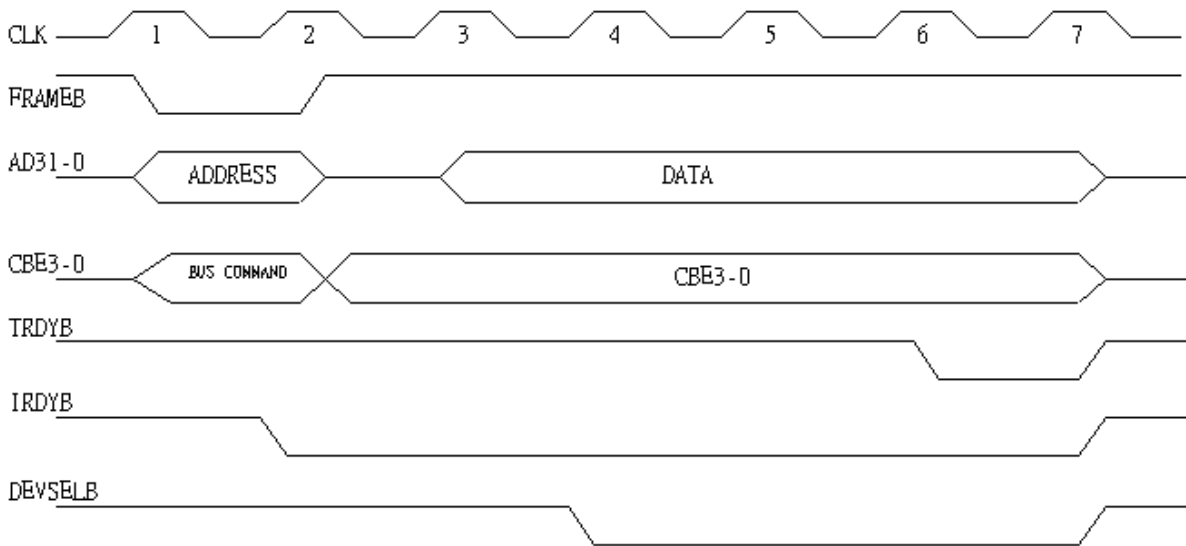 CLK 1 2 3 4 5 6 7
FRAMEB
AD31-0 ADDRESS DATA
CBE3-0 BUS COMMAND CBE3-0
TRDYB
IRDYB
DEVSELB